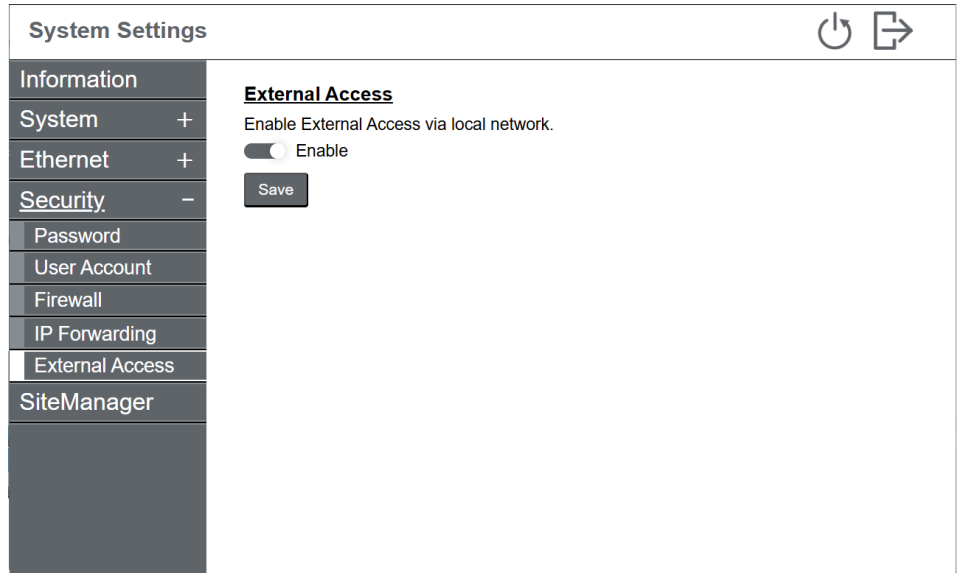 System Settings
Information
System +
Ethernet +
Security -
Password
User Account
Firewall
IP Forwarding
External Access
SiteManager
External Access
Enable External Access via local network.
Enable
Save